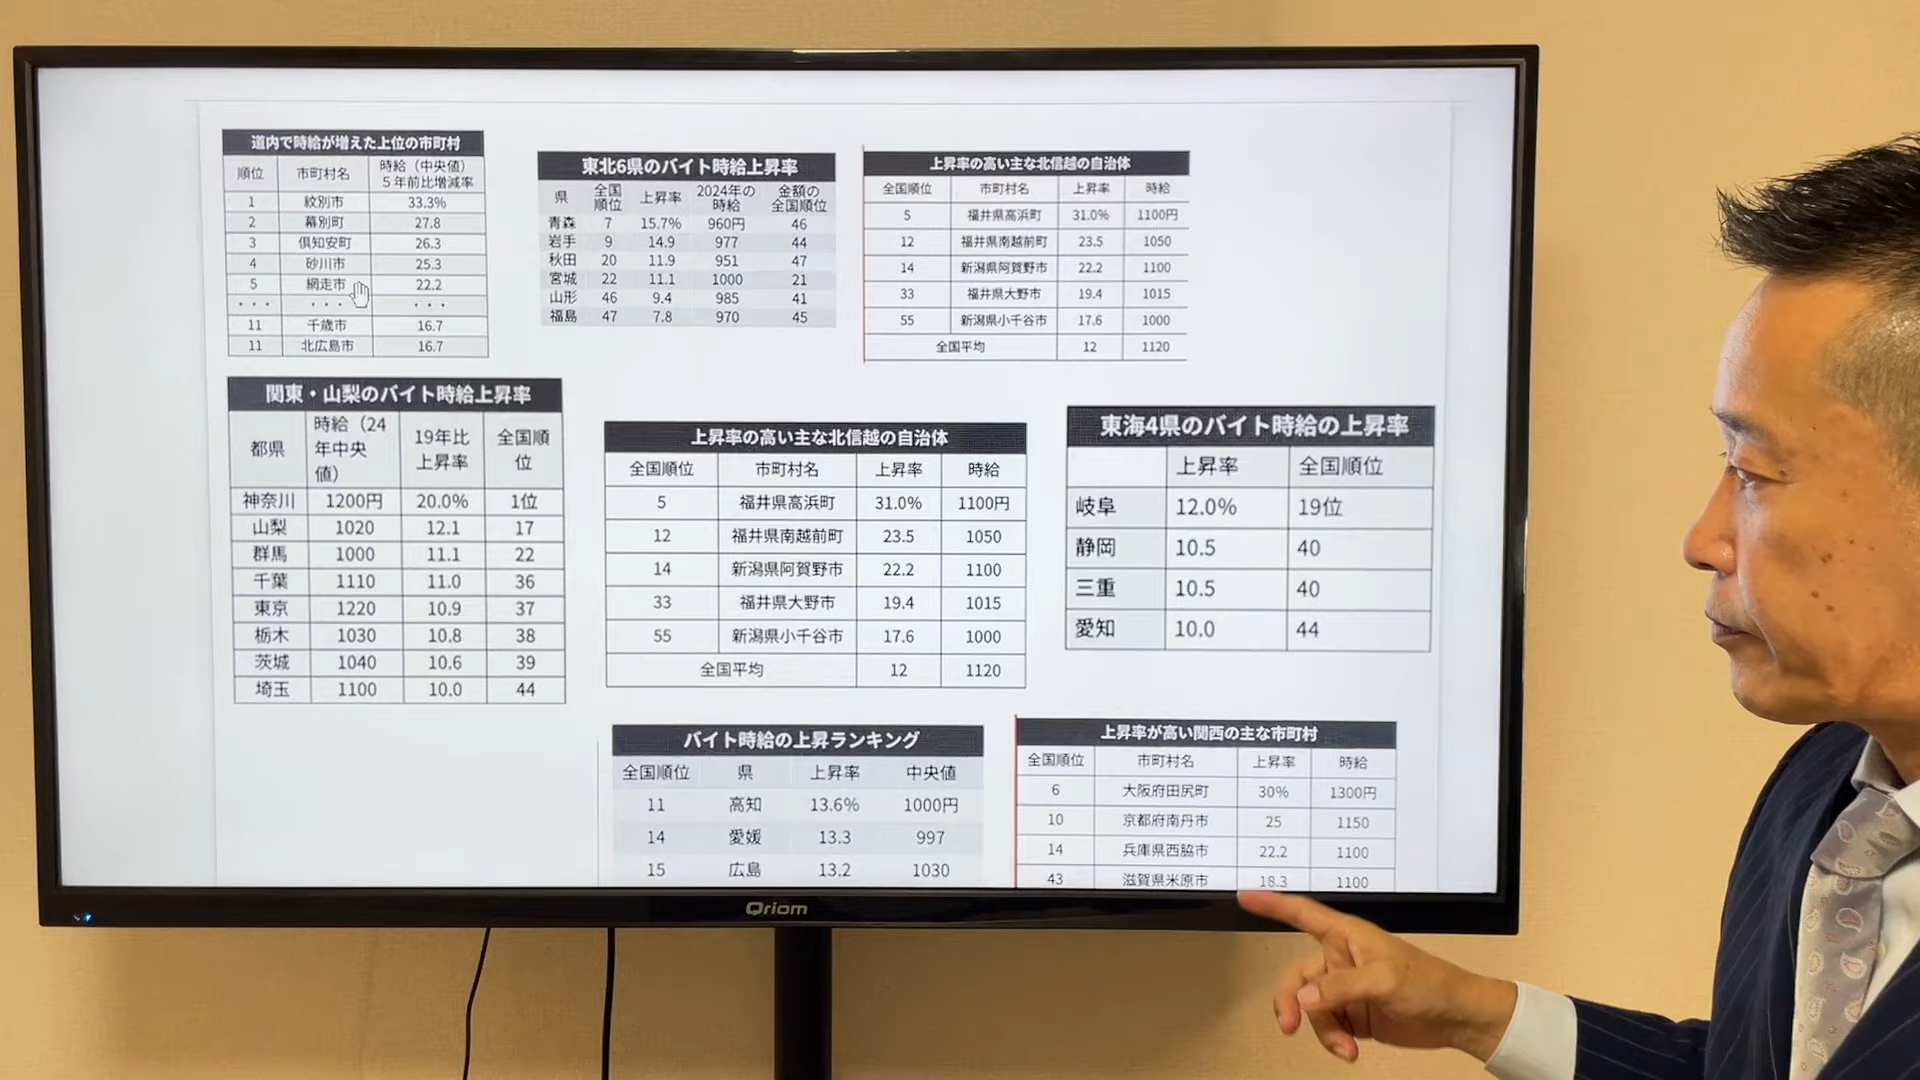 道内で時給が増えた上位の市町村
順位 市町村名 時給（中央値）５年前比増減率
1 紋別市 33.3%
2 幕別町 27.8
3 倶知安町 26.3
4 砂川市 25.3
5 網走市 22.2
・・・ ・・・ ・・・
11 千歳市 16.7
11 北広島市 16.7
東北6県のバイト時給上昇率
県 全国順位 上昇率 2024年の時給 金額の全国順位
青森 7 15.7% 960円 46
岩手 9 14.9 977 44
秋田 20 11.9 951 47
宮城 22 11.1 1000 21
山形 46 9.4 985 41
福島 47 7.8 970 45
上昇率の高い主な北信越の自治体
全国順位 市町村名 上昇率 時給
5 福井県高浜町 31.0% 1100円
12 福井県南越前町 23.5 1050
14 新潟県阿賀野市 22.2 1100
33 福井県大野市 19.4 1015
55 新潟県小千谷市 17.6 1000
全国平均 12 1120
関東・山梨のバイト時給上昇率
都県 時給（24年中央値） 19年比上昇率 全国順位
神奈川 1200円 20.0% 1位
山梨 1020 12.1 17
群馬 1000 11.1 22
千葉 1110 11.0 36
東京 1220 10.9 37
栃木 1030 10.8 38
茨城 1040 10.6 39
埼玉 1100 10.0 44
上昇率の高い主な北信越の自治体
全国順位 市町村名 上昇率 時給
5 福井県高浜町 31.0% 1100円
12 福井県南越前町 23.5 1050
14 新潟県阿賀野市 22.2 1100
33 福井県大野市 19.4 1015
55 新潟県小千谷市 17.6 1000
全国平均 12 1120
東海4県のバイト時給の上昇率
上昇率 全国順位
岐阜 12.0% 19位
静岡 10.5 40
三重 10.5 40
愛知 10.0 44
バイト時給の上昇ランキング
全国順位 県 上昇率 中央値
11 高知 13.6% 1000円
14 愛媛 13.3 997
15 広島 13.2 1030
上昇率が高い関西の主な市町村
全国順位 市町村名 上昇率 時給
6 大阪府田尻町 30% 1300円
10 京都府南丹市 25 1150
14 兵庫県西脇市 22.2 1100
43 滋賀県米原市 18.3 1100
Qriom